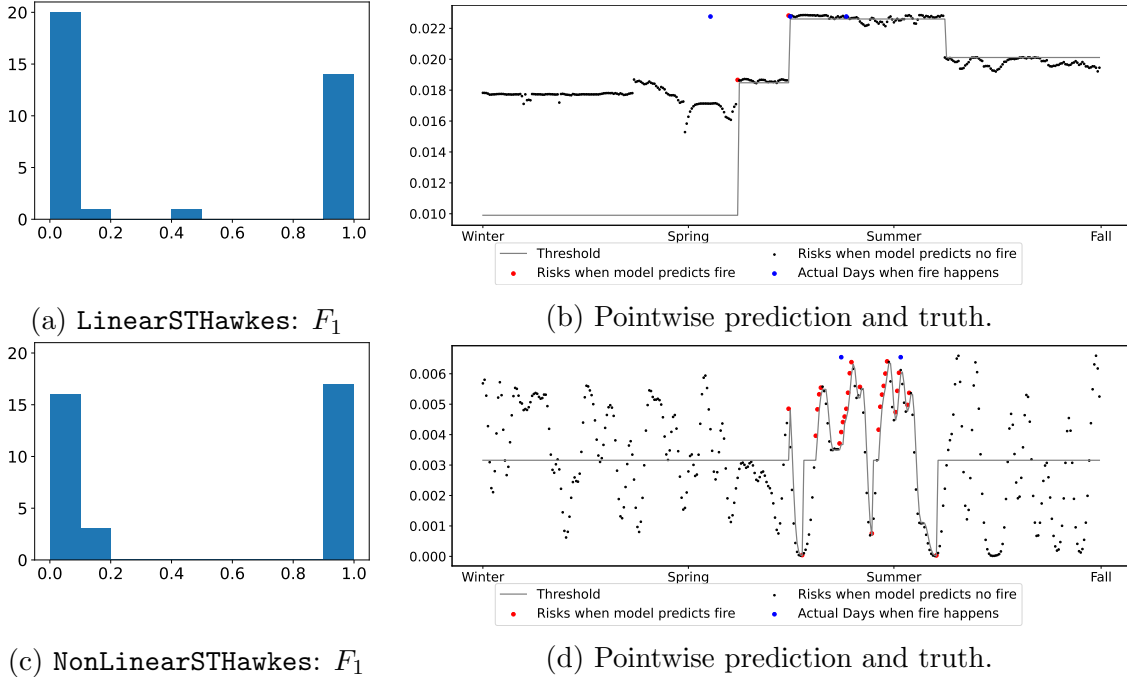 20
15
10
5
0
0.0 0.2 0.4 0.6 0.8 1.0
(a) LinearSTHawkes: F1
0.022
0.020
0.018
0.016
0.014
0.012
0.010
Winter Spring Summer Fall
Threshold
Risks when model predicts fire
Risks when model predicts no fire
Actual Days when fire happens
(b) Pointwise prediction and truth.
20
15
10
5
0
0.0 0.2 0.4 0.6 0.8 1.0
(c) NonLinearSTHawkes: F1
0.006
0.005
0.004
0.003
0.002
0.001
0.000
Winter Spring Summer Fall
Threshold
Risks when model predicts fire
Risks when model predicts no fire
Actual Days when fire happens
(d) Pointwise prediction and truth.